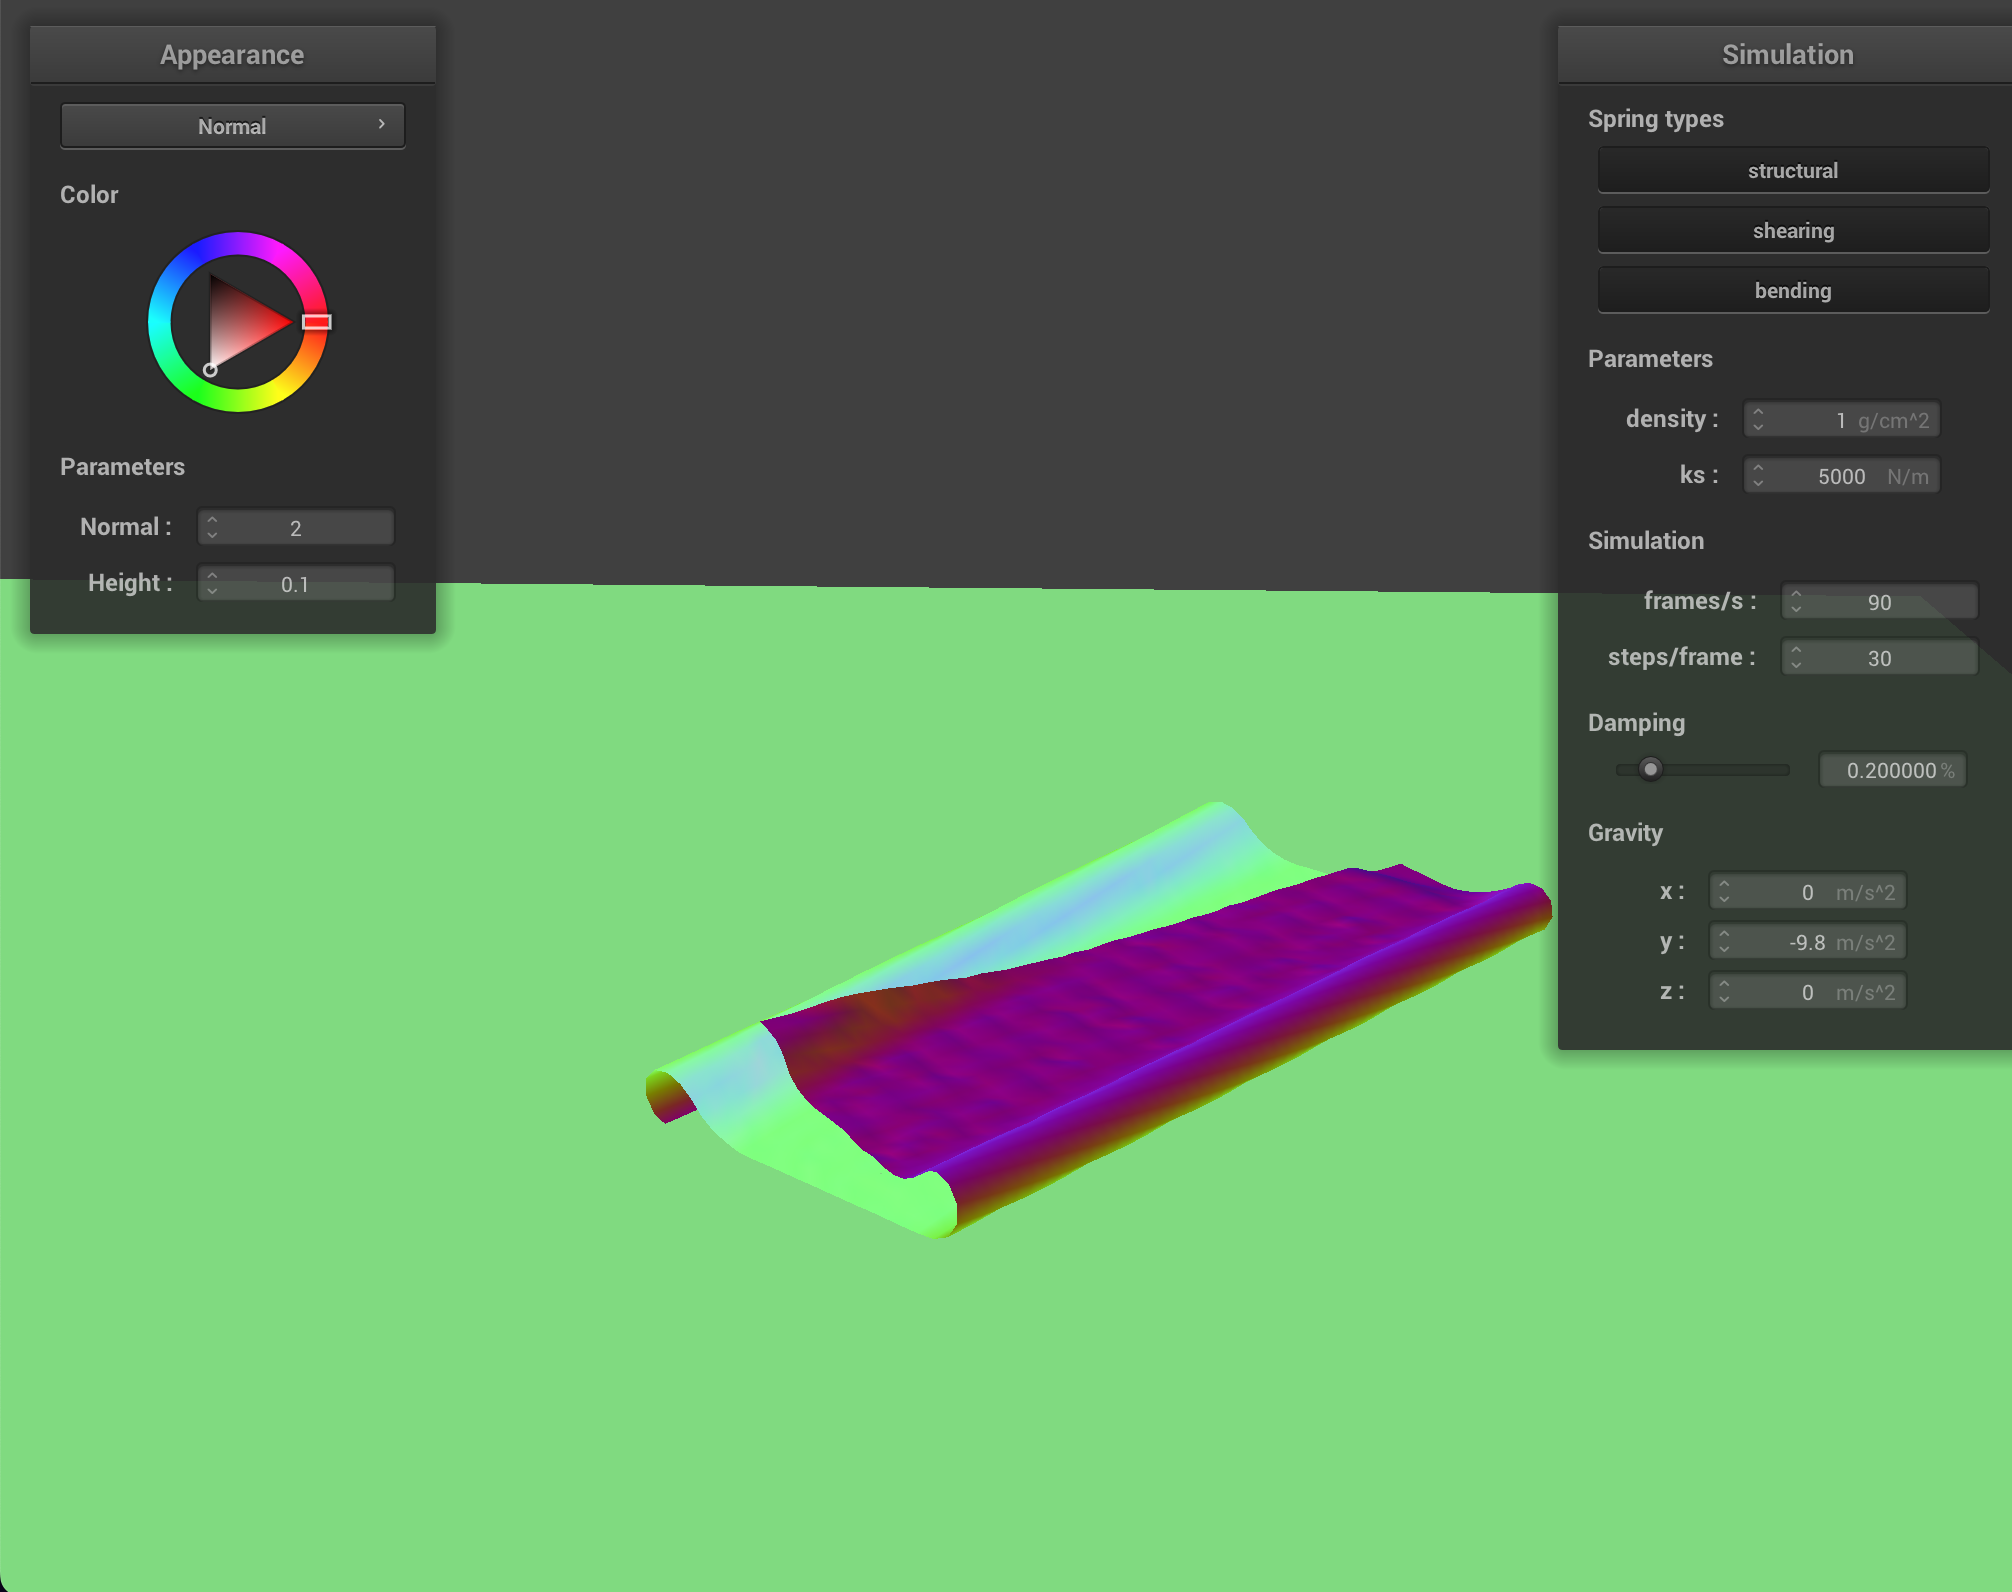 Appearance
Normal
Color
Parameters
Normal : 2
Height : 0.1
Simulation
Spring types
structural
shearing
bending
Parameters
density : 1 g/cm^2
ks : 5000 N/m
Simulation
frames/s : 90
steps/frame : 30
Damping
0.200000 %
Gravity
x : 0 m/s^2
y : -9.8 m/s^2
z : 0 m/s^2